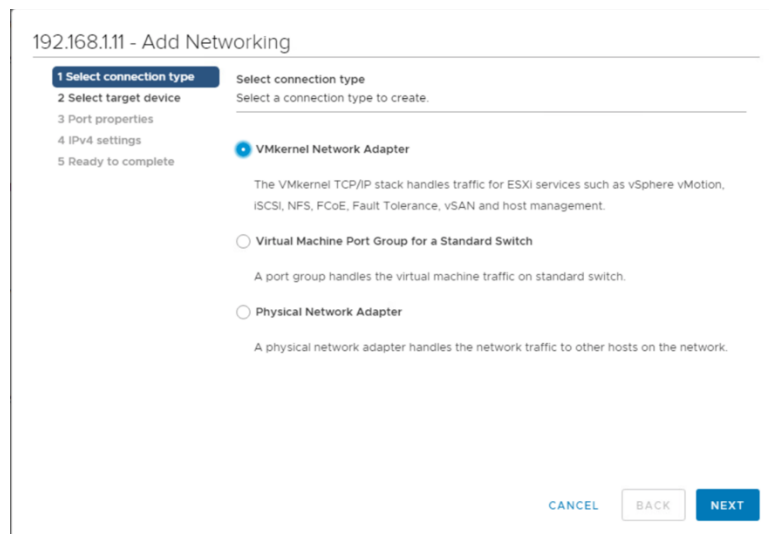 192.168.1.11 - Add Networking
1 Select connection type
2 Select target device
3 Port properties
4 IPv4 settings
5 Ready to complete
Select connection type
Select a connection type to create.
VMkernel Network Adapter
The VMkernel TCP/IP stack handles traffic for ESXi services such as vSphere vMotion,
iSCSI, NFS, FCoE, Fault Tolerance, vSAN and host management.
Virtual Machine Port Group for a Standard Switch
A port group handles the virtual machine traffic on standard switch.
Physical Network Adapter
A physical network adapter handles the network traffic to other hosts on the network.
CANCEL BACK NEXT